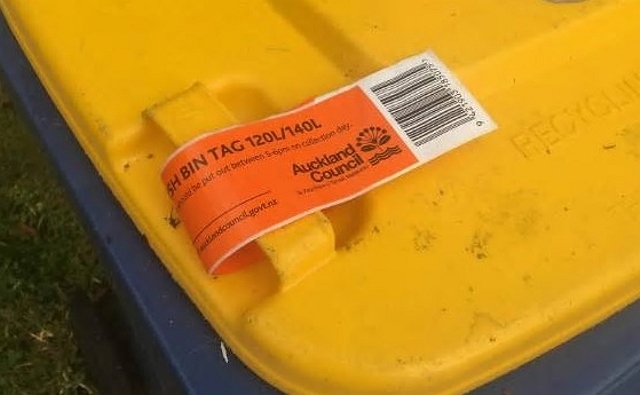 SH BIN TAG 120L/140L
be put out between 5-6pm on collection day.
Auckland
Council
aucklandcouncil.govt.nz
RECYCLIN